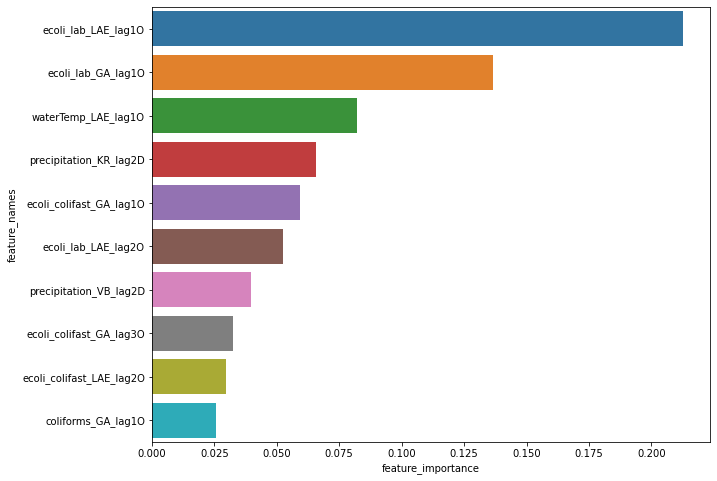 ecoli_lab_LAE_lag1O
ecoli_lab_GA_lag1O
waterTemp_LAE_lag1O
precipitation_KR_lag2D
ecoli_colifast_GA_lag1O
ecoli_lab_LAE_lag2O
precipitation_VB_lag2D
ecoli_colifast_GA_lag3O
ecoli_colifast_LAE_lag2O
coliforms_GA_lag1O
feature_names
0.000 0.025 0.050 0.075 0.100 0.125 0.150 0.175 0.200
feature_importance